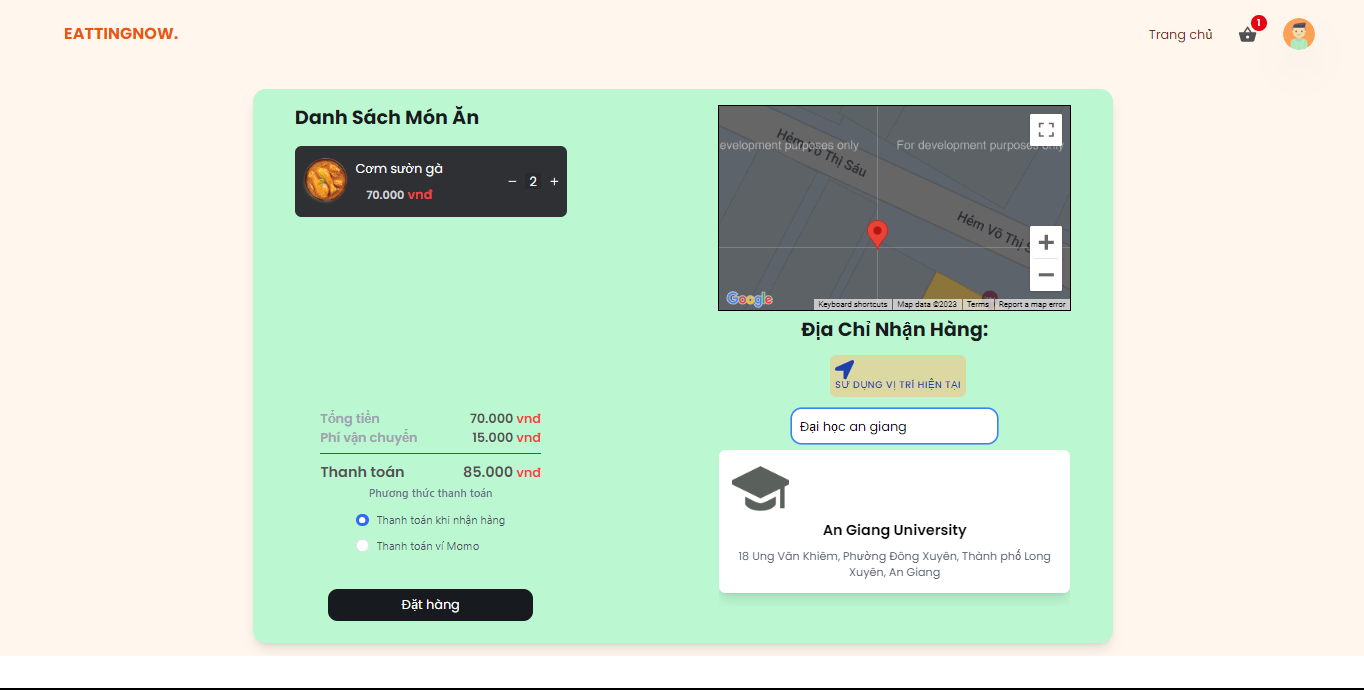 EATTINGNOW.
Trang chủ
1
Danh Sách Món Ăn
Cơm sườn gà
70.000 vnđ
− 2 +
Hẻm Võ Thị Sáu
evelopment purposes only
For development purposes only
Hẻm Võ Thị S
Google
Keyboard shortcuts
Map data ©2023
Terms
Report a map error
Địa Chỉ Nhận Hàng:
SỬ DỤNG VỊ TRÍ HIỆN TẠI
Đại học an giang
An Giang University
18 Ung Văn Khiêm, Phường Đông Xuyên, Thành phố Long
Xuyên, An Giang
Tổng tiền 70.000 vnđ
Phí vận chuyển 15.000 vnđ
Thanh toán 85.000 vnđ
Phương thức thanh toán
Thanh toán khi nhận hàng
Thanh toán ví Momo
Đặt hàng